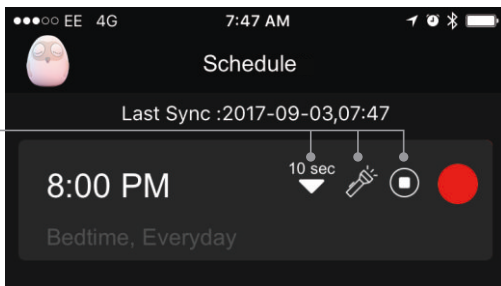 EE 4G 7:47 AM
Schedule
Last Sync :2017-09-03,07:47
8:00 PM 10 sec
Bedtime, Everyday